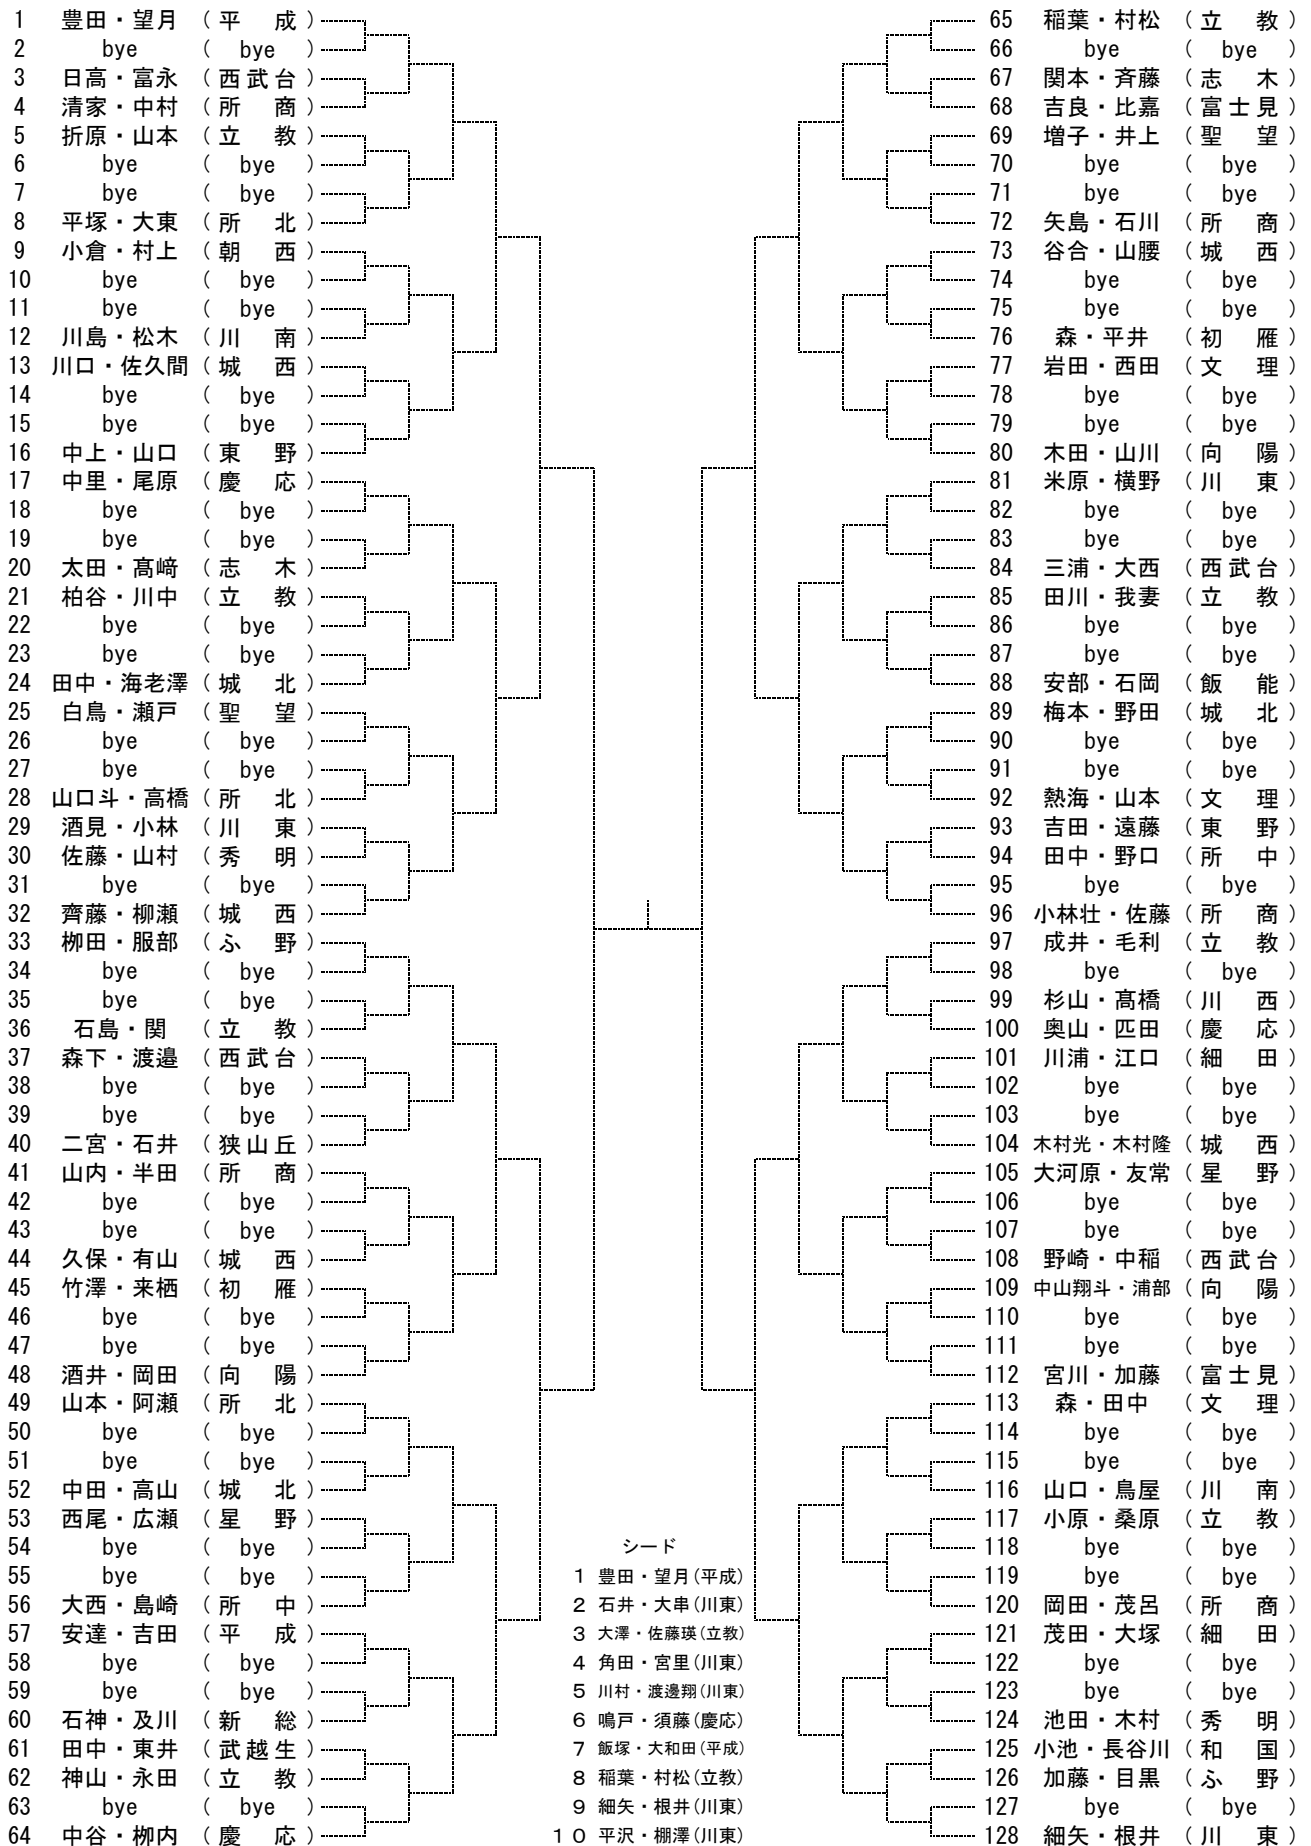 1 豊田・望月 (平 成)
2 bye ( bye )
3 日高・富永 (西武台)
4 清家・中村 (所 商)
5 折原・山本 (立 教)
6 bye ( bye )
7 bye ( bye )
8 平塚・大東 (所 北)
9 小倉・村上 (朝 西)
10 bye ( bye )
11 bye ( bye )
12 川島・松木 (川 南)
13 川口・佐久間 (城 西)
14 bye ( bye )
15 bye ( bye )
16 中上・山口 (東 野)
17 中里・尾原 (慶 応)
18 bye ( bye )
19 bye ( bye )
20 太田・髙﨑 (志 木)
21 柏谷・川中 (立 教)
22 bye ( bye )
23 bye ( bye )
24 田中・海老澤 (城 北)
25 白鳥・瀬戸 (聖 望)
26 bye ( bye )
27 bye ( bye )
28 山口斗・高橋 (所 北)
29 酒見・小林 (川 東)
30 佐藤・山村 (秀 明)
31 bye ( bye )
32 齊藤・柳瀬 (城 西)
33 栁田・服部 (ふ 野)
34 bye ( bye )
35 bye ( bye )
36 石島・関 (立 教)
37 森下・渡邉 (西武台)
38 bye ( bye )
39 bye ( bye )
40 二宮・石井 (狭山丘)
41 山内・半田 (所 商)
42 bye ( bye )
43 bye ( bye )
44 久保・有山 (城 西)
45 竹澤・来栖 (初 雁)
46 bye ( bye )
47 bye ( bye )
48 酒井・岡田 (向 陽)
49 山本・阿瀬 (所 北)
50 bye ( bye )
51 bye ( bye )
52 中田・高山 (城 北)
53 西尾・広瀬 (星 野)
54 bye ( bye )
55 bye ( bye )
56 大西・島崎 (所 中)
57 安達・吉田 (平 成)
58 bye ( bye )
59 bye ( bye )
60 石神・及川 (新 総)
61 田中・東井 (武越生)
62 神山・永田 (立 教)
63 bye ( bye )
64 中谷・栁内 (慶 応)
シード
1 豊田・望月(平成)
2 石井・大串(川東)
3 大澤・佐藤瑛(立教)
4 角田・宮里(川東)
5 川村・渡邊翔(川東)
6 鳴戸・須藤(慶応)
7 飯塚・大和田(平成)
8 稲葉・村松(立教)
9 細矢・根井(川東)
10 平沢・棚澤(川東)
65 稲葉・村松 (立 教)
66 bye ( bye )
67 関本・斉藤 (志 木)
68 吉良・比嘉 (富士見)
69 増子・井上 (聖 望)
70 bye ( bye )
71 bye ( bye )
72 矢島・石川 (所 商)
73 谷合・山腰 (城 西)
74 bye ( bye )
75 bye ( bye )
76 森・平井 (初 雁)
77 岩田・西田 (文 理)
78 bye ( bye )
79 bye ( bye )
80 木田・山川 (向 陽)
81 米原・横野 (川 東)
82 bye ( bye )
83 bye ( bye )
84 三浦・大西 (西武台)
85 田川・我妻 (立 教)
86 bye ( bye )
87 bye ( bye )
88 安部・石岡 (飯 能)
89 梅本・野田 (城 北)
90 bye ( bye )
91 bye ( bye )
92 熱海・山本 (文 理)
93 吉田・遠藤 (東 野)
94 田中・野口 (所 中)
95 bye ( bye )
96 小林壮・佐藤 (所 商)
97 成井・毛利 (立 教)
98 bye ( bye )
99 杉山・髙橋 (川 西)
100 奥山・匹田 (慶 応)
101 川浦・江口 (細 田)
102 bye ( bye )
103 bye ( bye )
104 木村光・木村隆 (城 西)
105 大河原・友常 (星 野)
106 bye ( bye )
107 bye ( bye )
108 野崎・中稲 (西武台)
109 中山翔斗・浦部 (向 陽)
110 bye ( bye )
111 bye ( bye )
112 宮川・加藤 (富士見)
113 森・田中 (文 理)
114 bye ( bye )
115 bye ( bye )
116 山口・鳥屋 (川 南)
117 小原・桑原 (立 教)
118 bye ( bye )
119 bye ( bye )
120 岡田・茂呂 (所 商)
121 茂田・大塚 (細 田)
122 bye ( bye )
123 bye ( bye )
124 池田・木村 (秀 明)
125 小池・長谷川 (和 国)
126 加藤・目黒 (ふ 野)
127 bye ( bye )
128 細矢・根井 (川 東)